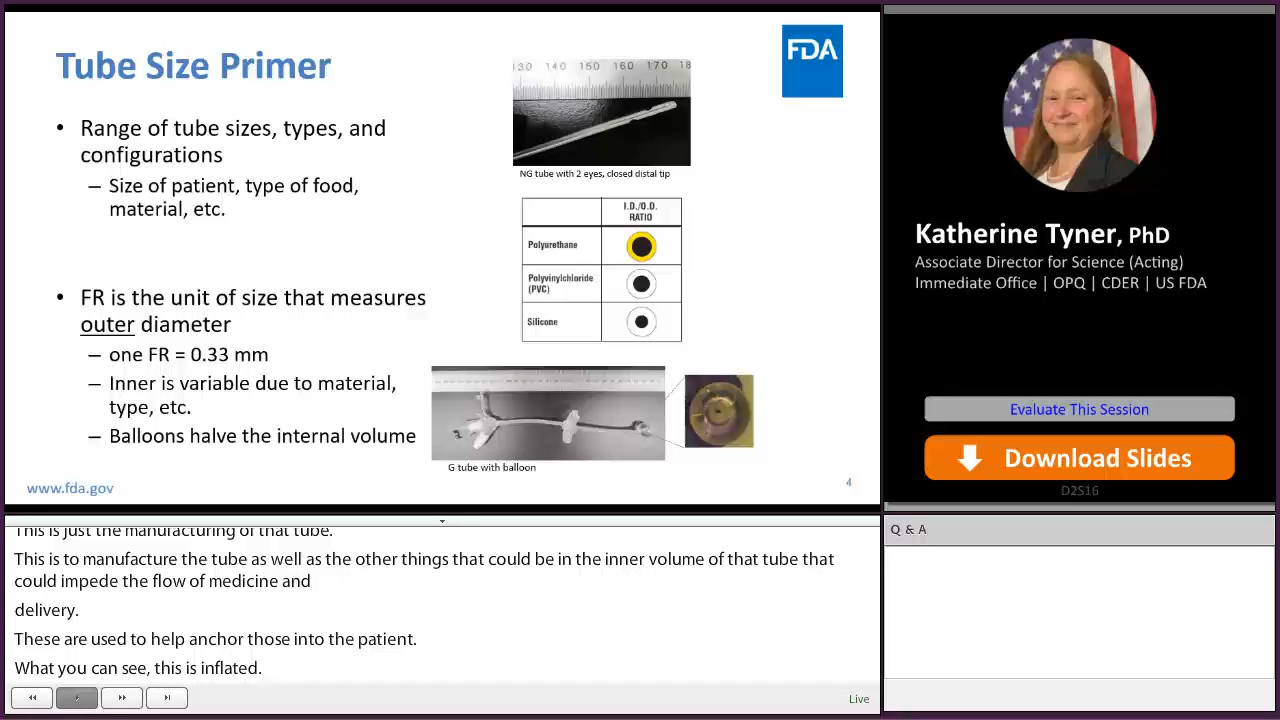 Tube Size Primer
FDA
• Range of tube sizes, types, and
configurations
– Size of patient, type of food,
material, etc.
• FR is the unit of size that measures
outer diameter
– one FR = 0.33 mm
– Inner is variable due to material,
type, etc.
– Balloons halve the internal volume
130 140 150 160 170 18
NG tube with 2 eyes, closed distal tip
I.D./O.D.
RATIO
Polyurethane
Polyvinylchloride
(PVC)
Silicone
G tube with balloon
www.fda.gov
4
Katherine Tyner, PhD
Associate Director for Science (Acting)
Immediate Office | OPQ | CDER | US FDA
Evaluate This Session
Download Slides
D2S16
This is just the manufacturing of that tube.
This is to manufacture the tube as well as the other things that could be in the inner volume of that tube that
could impede the flow of medicine and
delivery.
These are used to help anchor those into the patient.
What you can see, this is inflated.
Live
Q & A